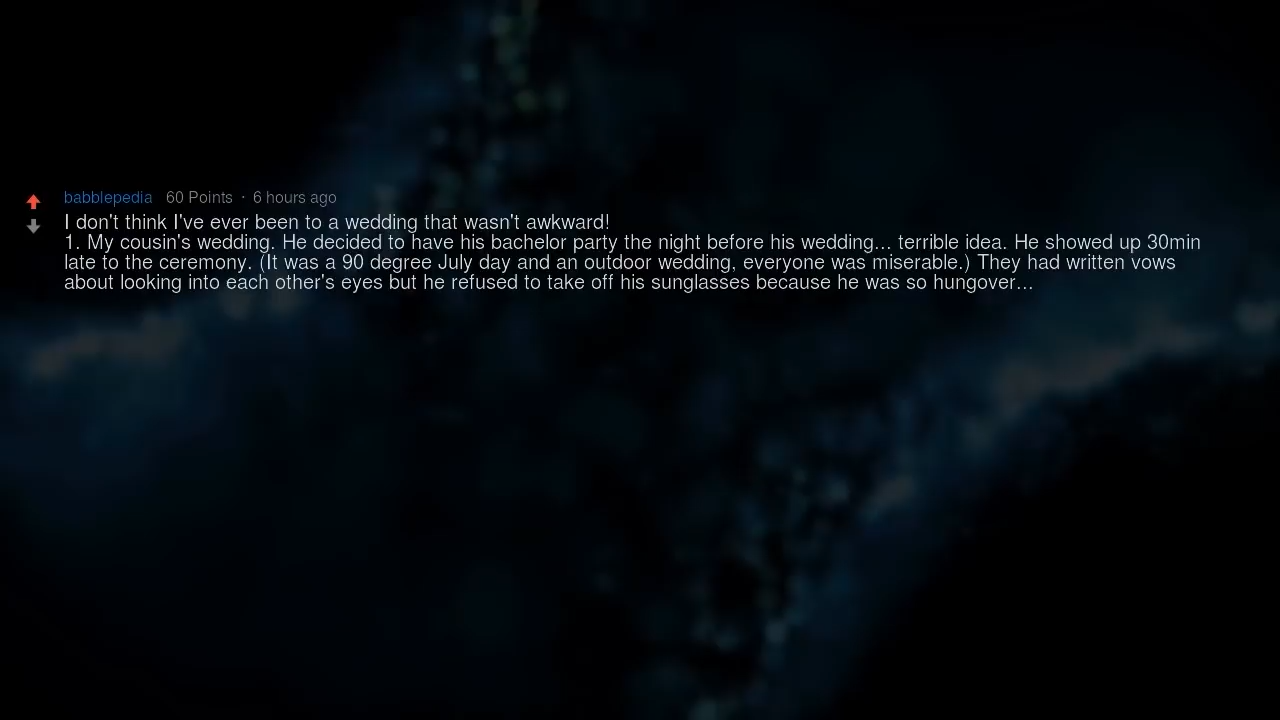 babblepedia 60 Points · 6 hours ago
I don't think I've ever been to a wedding that wasn't awkward!
1. My cousin's wedding. He decided to have his bachelor party the night before his wedding... terrible idea. He showed up 30min
late to the ceremony. (It was a 90 degree July day and an outdoor wedding, everyone was miserable.) They had written vows
about looking into each other's eyes but he refused to take off his sunglasses because he was so hungover...